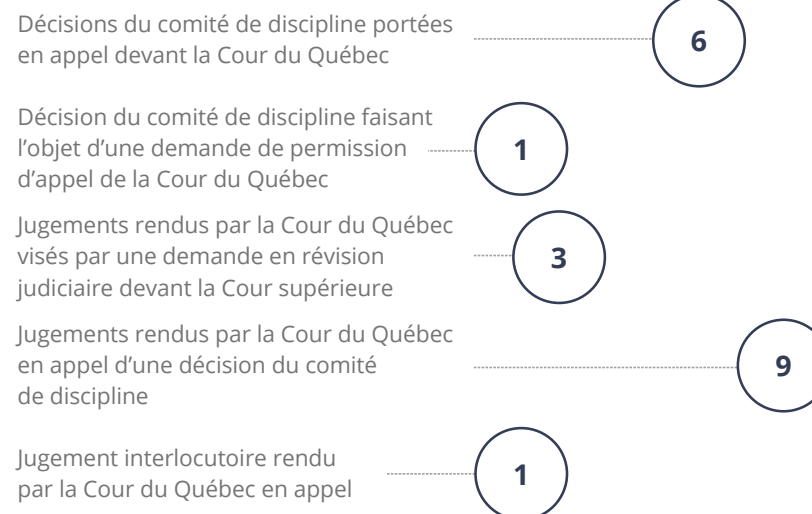 Décisions du comité de discipline portées
en appel devant la Cour du Québec
6
Décision du comité de discipline faisant
l’objet d’une demande de permission
d’appel de la Cour du Québec
1
Jugements rendus par la Cour du Québec
visés par une demande en révision
judiciaire devant la Cour supérieure
3
Jugements rendus par la Cour du Québec
en appel d’une décision du comité
de discipline
9
Jugement interlocutoire rendu
par la Cour du Québec en appel
1